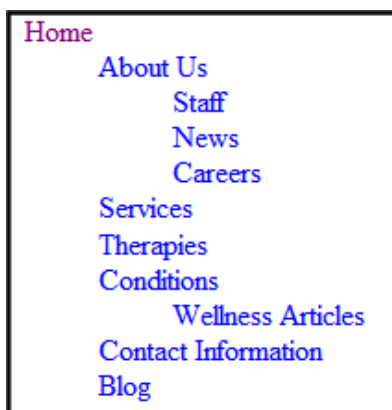 Home
About Us
Staff
News
Careers
Services
Therapies
Conditions
Wellness Articles
Contact Information
Blog